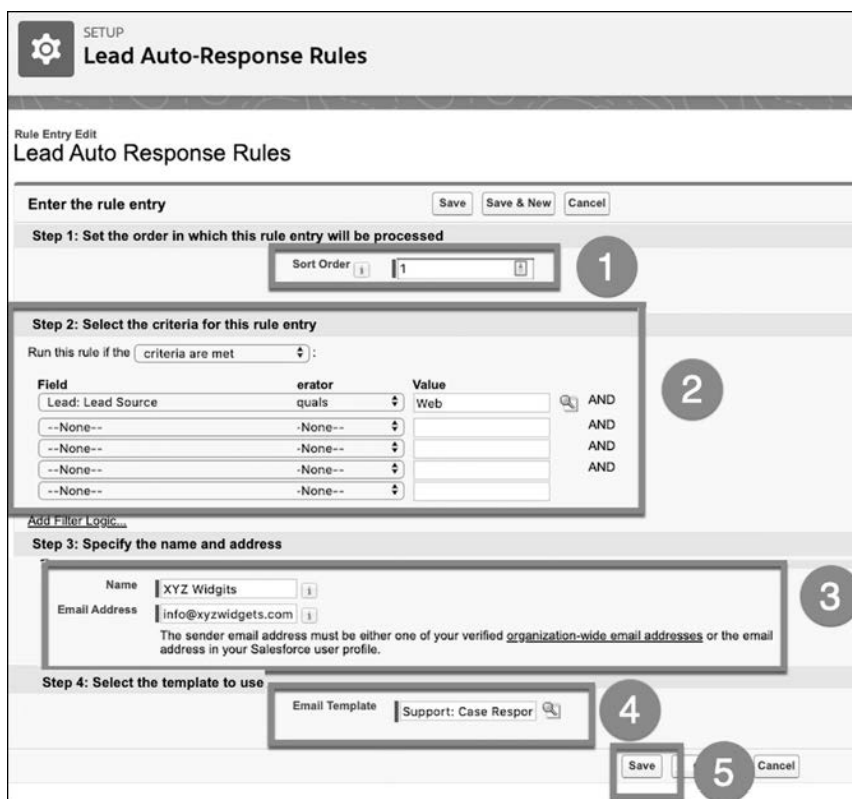 SETUP
Lead Auto-Response Rules
Rule Entry Edit
Lead Auto Response Rules
Enter the rule entry Save Save & New Cancel
Step 1: Set the order in which this rule entry will be processed
Sort Order i 1
1
Step 2: Select the criteria for this rule entry
Run this rule if the criteria are met :
2
Field erator Value
Lead: Lead Source quals Web AND
--None-- -None-- AND
--None-- -None-- AND
--None-- -None-- AND
--None-- -None--
Add Filter Logic...
Step 3: Specify the name and address
Name XYZ Widgits i
3
Email Address info@xyzwidgets.com i
The sender email address must be either one of your verified organization-wide email addresses or the email
address in your Salesforce user profile.
Step 4: Select the template to use
Email Template Support: Case Respor
4
Save 5 Cancel